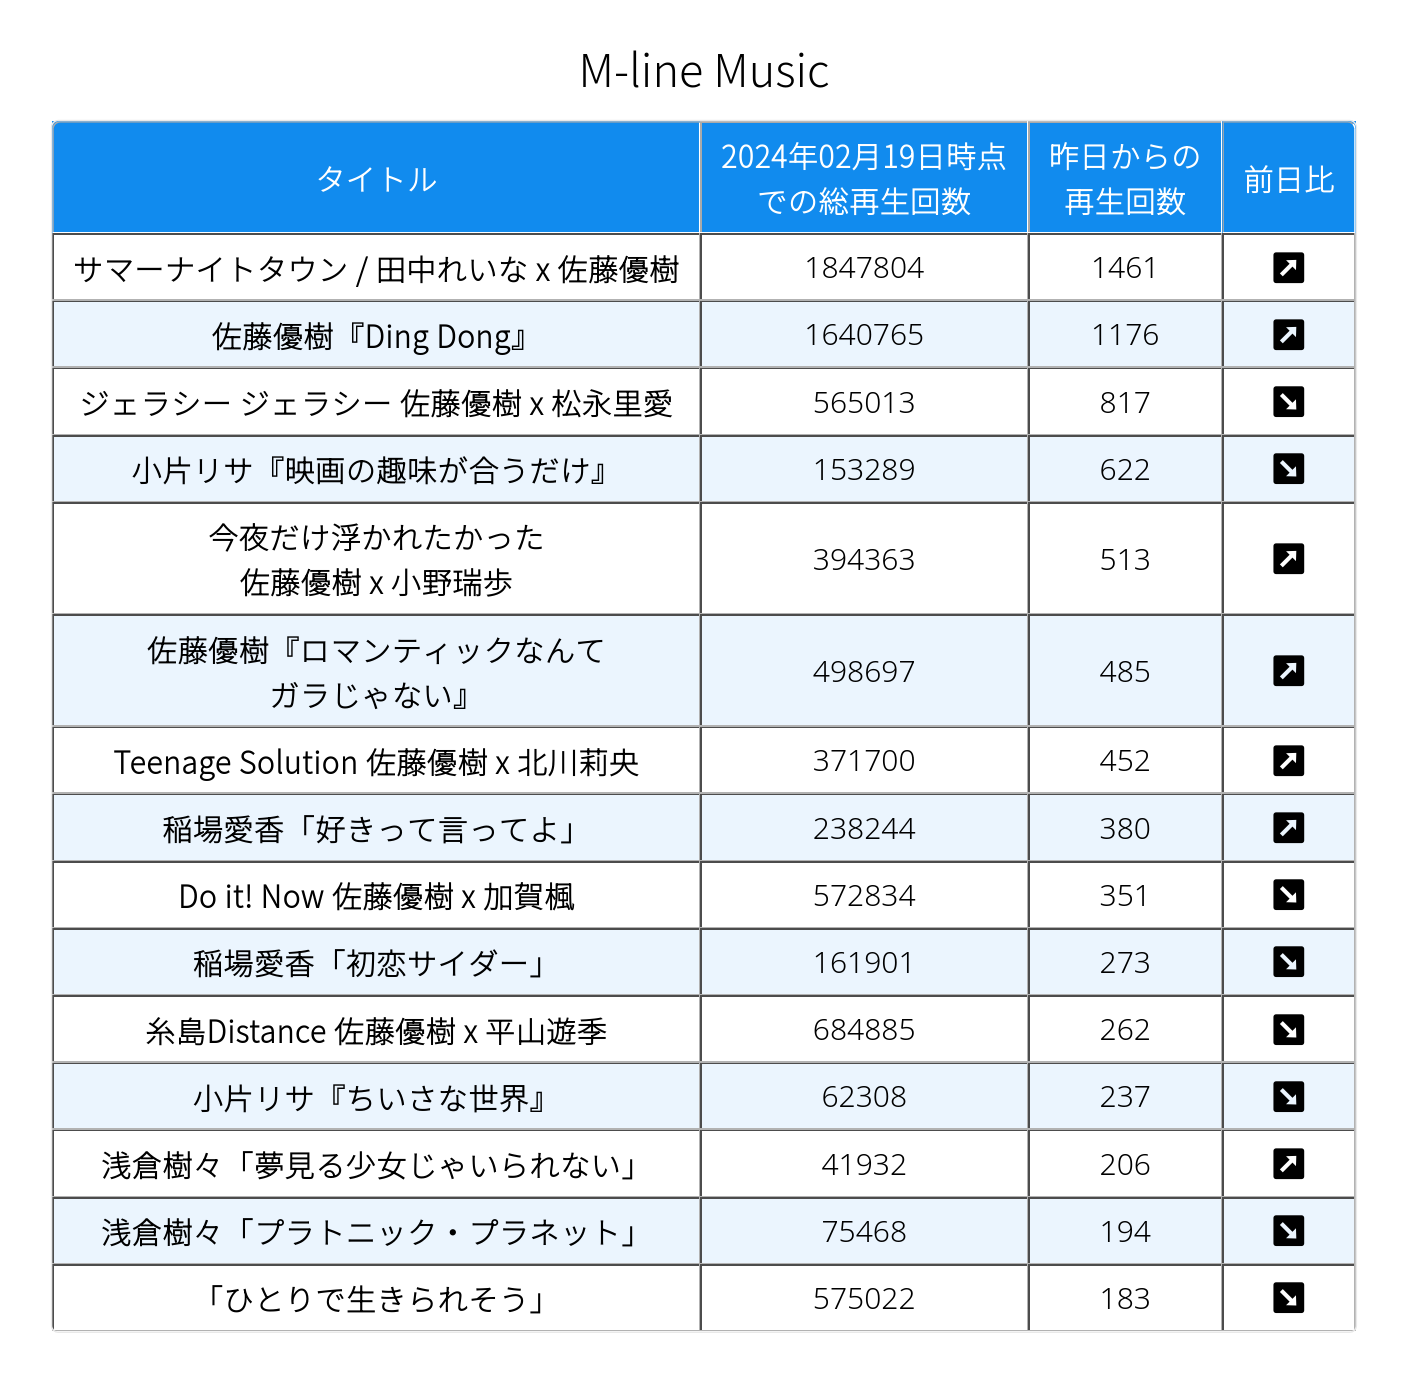 M-line Music
タイトル
2024年02月19日時点
での総再生回数
昨日からの
再生回数
前日比
サマーナイトタウン / 田中れいな x 佐藤優樹
1847804
1461
佐藤優樹『Ding Dong』
1640765
1176
ジェラシー ジェラシー 佐藤優樹 x 松永里愛
565013
817
小片リサ『映画の趣味が合うだけ』
153289
622
今夜だけ浮かれたかった
佐藤優樹 x 小野瑞歩
394363
513
佐藤優樹『ロマンティックなんて
ガラじゃない』
498697
485
Teenage Solution 佐藤優樹 x 北川莉央
371700
452
稲場愛香「好きって言ってよ」
238244
380
Do it! Now 佐藤優樹 x 加賀楓
572834
351
稲場愛香「初恋サイダー」
161901
273
糸島Distance 佐藤優樹 x 平山遊季
684885
262
小片リサ『ちいさな世界』
62308
237
浅倉樹々「夢見る少女じゃいられない」
41932
206
浅倉樹々「プラトニック・プラネット」
75468
194
「ひとりで生きられそう」
575022
183